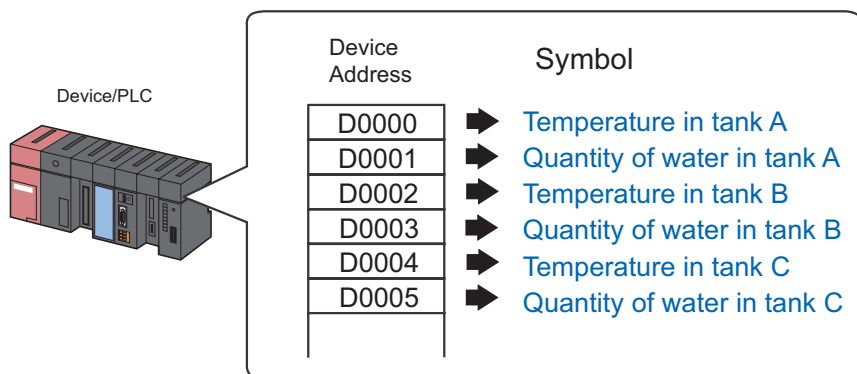 Device/PLC
Device
Address
Symbol
D0000
Temperature in tank A
D0001
Quantity of water in tank A
D0002
Temperature in tank B
D0003
Quantity of water in tank B
D0004
Temperature in tank C
D0005
Quantity of water in tank C